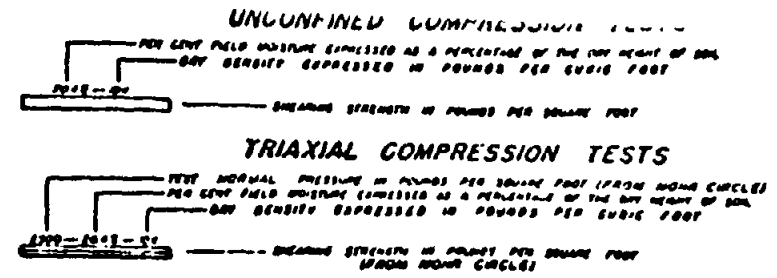 UNCONFINED COMPRESSION TESTS
PER CENT FIELD MOISTURE EXPRESSED AS A PERCENTAGE OF THE DRY WEIGHT OF SOIL
DRY DENSITY EXPRESSED IN POUNDS PER CUBIC FOOT
SHEARING STRENGTH IN POUNDS PER SQUARE FOOT
TRIAXIAL COMPRESSION TESTS
TEST NORMAL PRESSURE IN POUNDS PER SQUARE FOOT (FROM MOHR CIRCLE)
PER CENT FIELD MOISTURE EXPRESSED AS A PERCENTAGE OF THE DRY WEIGHT OF SOIL
DRY DENSITY EXPRESSED IN POUNDS PER CUBIC FOOT
SHEARING STRENGTH IN POUNDS PER SQUARE FOOT
(FROM MOHR CIRCLE)